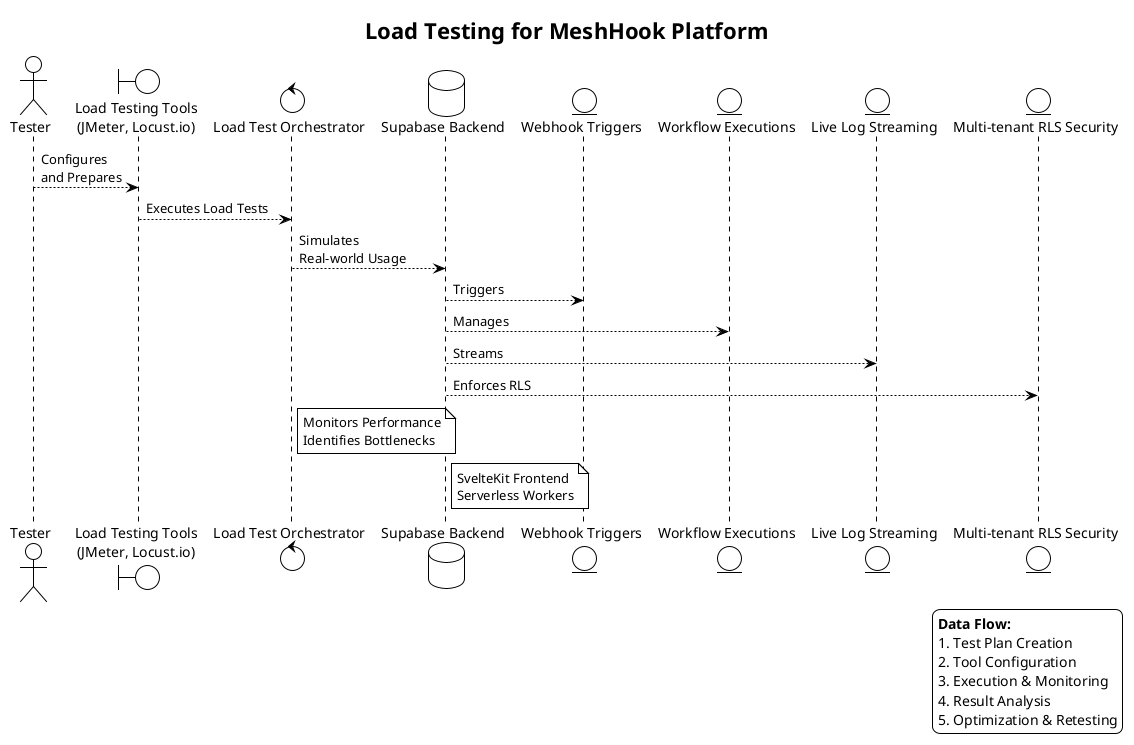 Load Testing for MeshHook Platform
Tester
Load Testing Tools
(JMeter, Locust.io)
Load Test Orchestrator
Supabase Backend
Webhook Triggers
Workflow Executions
Live Log Streaming
Multi-tenant RLS Security
Configures
and Prepares
Executes Load Tests
Simulates
Real-world Usage
Triggers
Manages
Streams
Enforces RLS
Monitors Performance
Identifies Bottlenecks
SvelteKit Frontend
Serverless Workers
Tester
Load Testing Tools
(JMeter, Locust.io)
Load Test Orchestrator
Supabase Backend
Webhook Triggers
Workflow Executions
Live Log Streaming
Multi-tenant RLS Security
Data Flow:
1. Test Plan Creation
2. Tool Configuration
3. Execution & Monitoring
4. Result Analysis
5. Optimization & Retesting